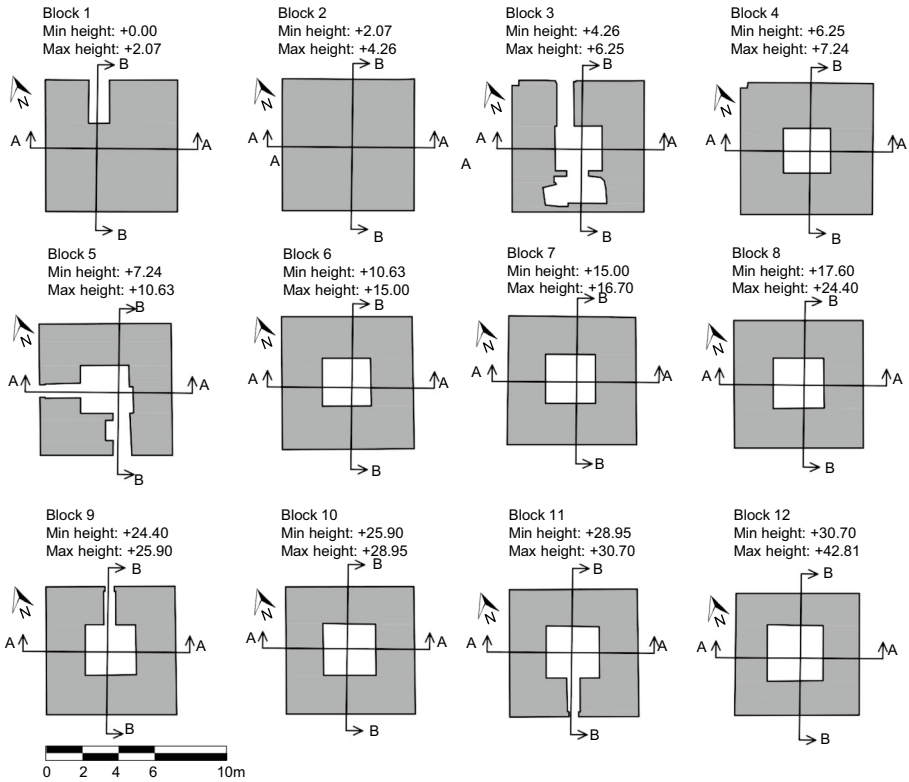 Block 1
Min height: +0.00
Max height: +2.07
B
N
A
A
B
Block 2
Min height: +2.07
Max height: +4.26
B
N
A
A
A
B
Block 3
Min height: +4.26
Max height: +6.25
B
N
A
A
A
B
Block 4
Min height: +6.25
Max height: +7.24
B
N
A
A
B
Block 5
Min height: +7.24
Max height: +10.63
B
N
A
A
B
Block 6
Min height: +10.63
Max height: +15.00
B
N
A
A
B
Block 7
Min height: +15.00
Max height: +16.70
B
N
A
A
B
Block 8
Min height: +17.60
Max height: +24.40
B
N
A
A
B
Block 9
Min height: +24.40
Max height: +25.90
B
N
A
A
B
Block 10
Min height: +25.90
Max height: +28.95
B
N
A
A
B
Block 11
Min height: +28.95
Max height: +30.70
B
N
A
A
B
Block 12
Min height: +30.70
Max height: +42.81
B
N
A
A
B
0 2 4 6 10m